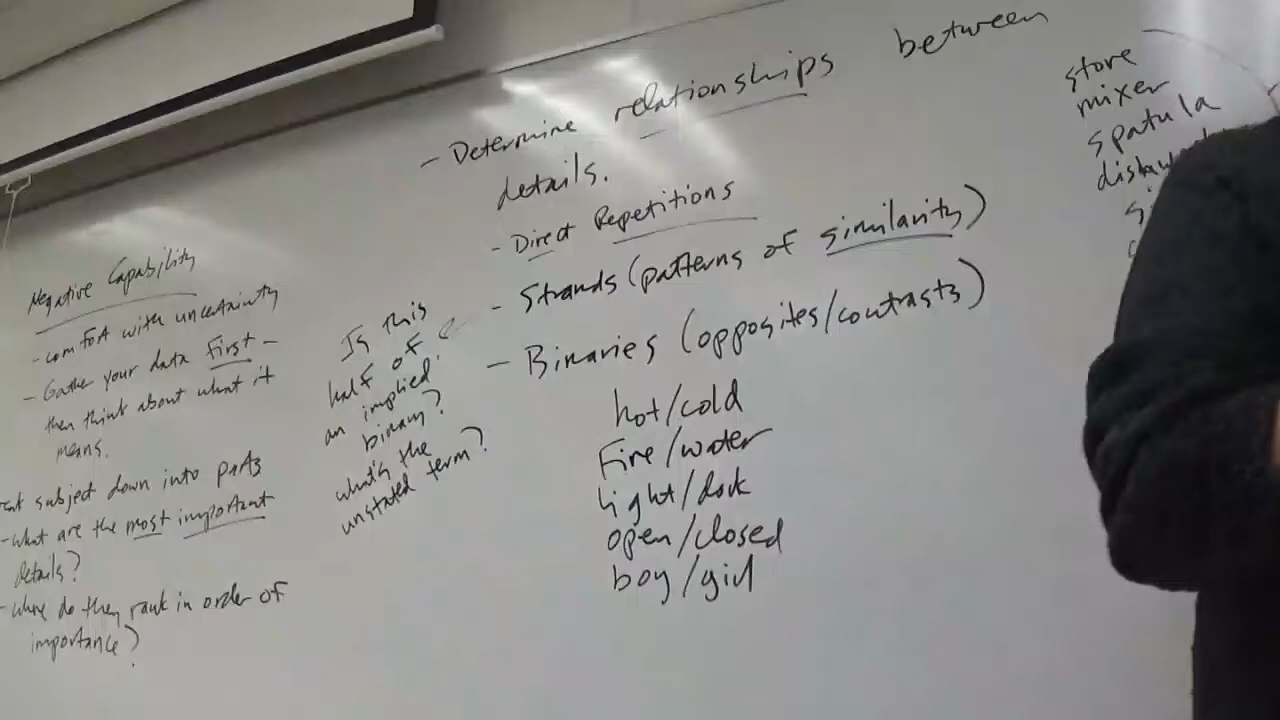 Negative Capability
- comfort with uncertainty
- Gather your data first -
then think about what it
means.
subject down into parts
- what are the most important
details?
- where do they rank in order of
importance?
Is this
half of
an implied
binary?
what's the
unstated term?
- Determine relationships between
details.
- Direct Repetitions
- Strands (patterns of similarity)
- Binaries (opposites/contrasts)
hot/cold
Fire/water
light/dark
open/closed
boy/girl
store
mixer
spatula